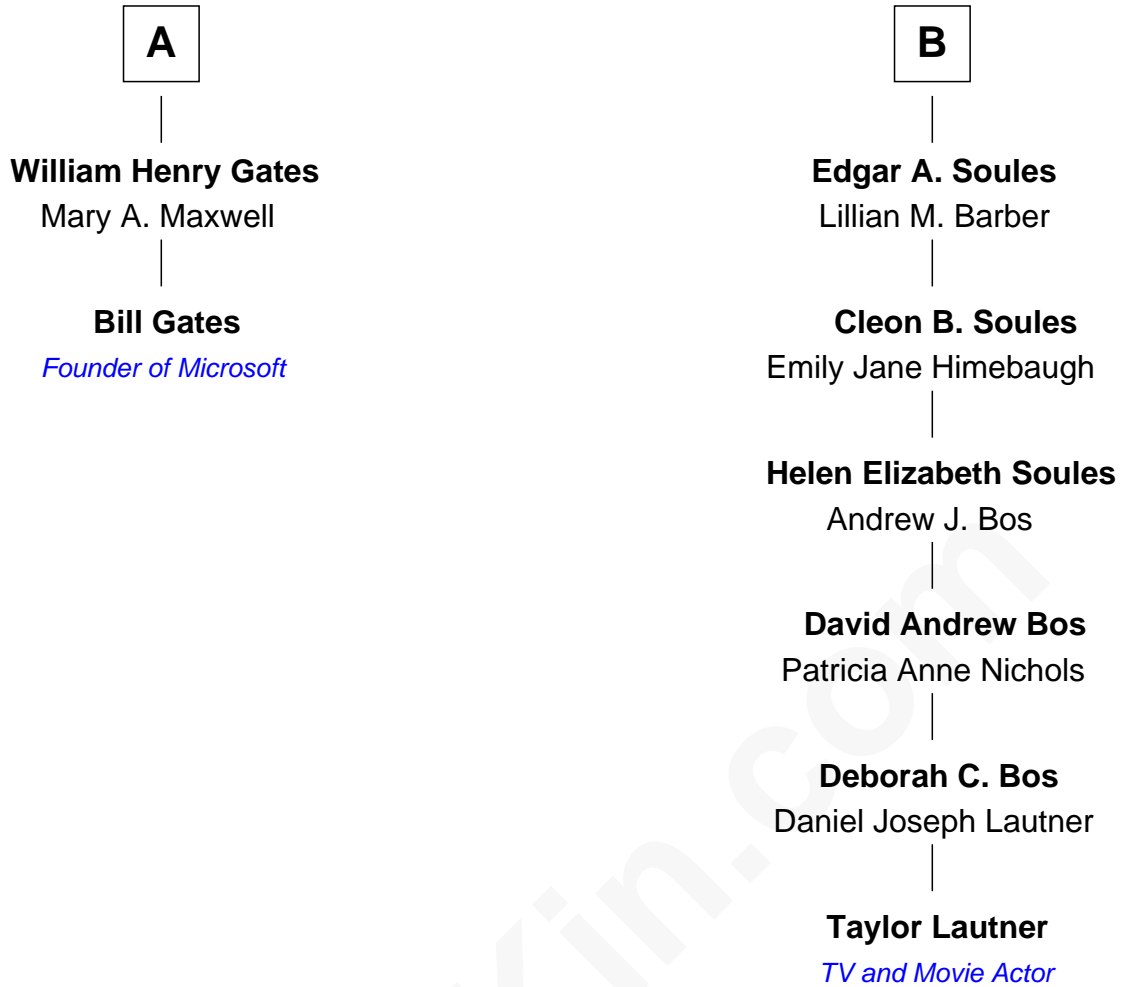 A
William Henry Gates
Mary A. Maxwell
Bill Gates
Founder of Microsoft
B
Edgar A. Soules
Lillian M. Barber
Cleon B. Soules
Emily Jane Himebaugh
Helen Elizabeth Soules
Andrew J. Bos
David Andrew Bos
Patricia Anne Nichols
Deborah C. Bos
Daniel Joseph Lautner
Taylor Lautner
TV and Movie Actor
Kin.com